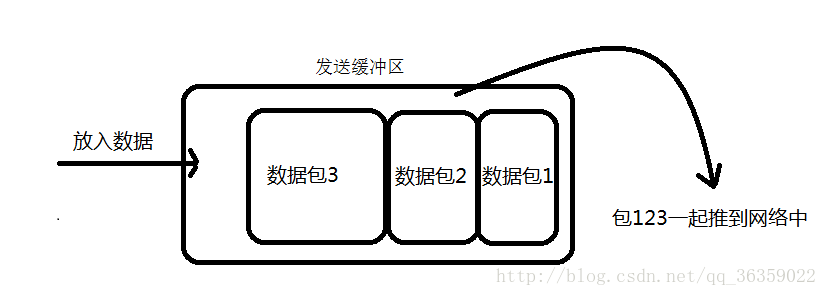 发送缓冲区
放入数据
数据包3
数据包2
数据包1
包123一起推到网络中
http://blog.csdn.net/qq_36359022